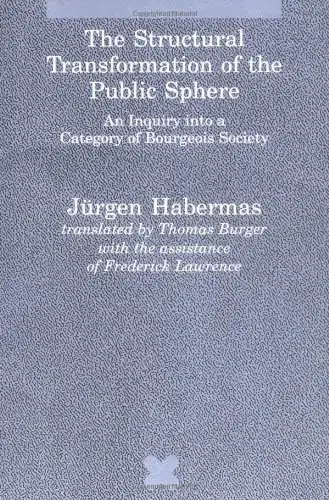 The Structural
Transformation of the
Public Sphere
An Inquiry into a
Category of Bourgeois Society
Jürgen Habermas
translated by Thomas Burger
with the assistance
of Frederick Lawrence